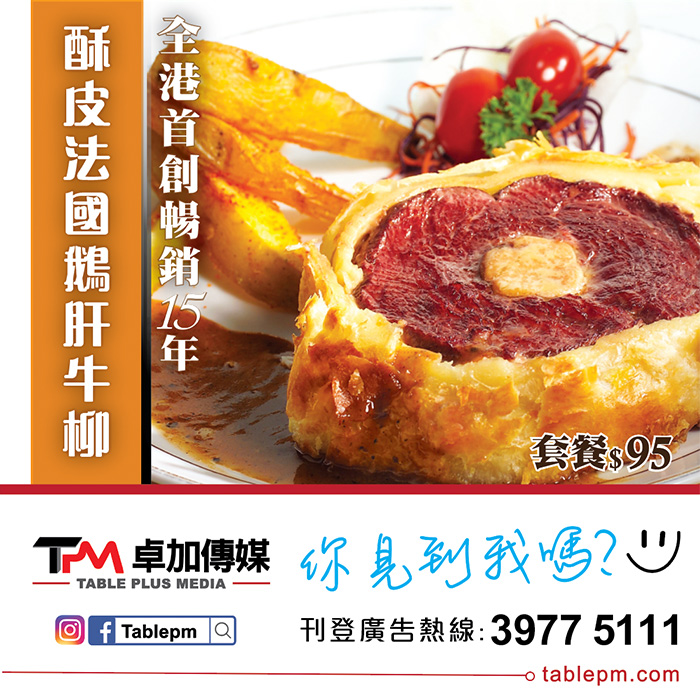 酥皮法國鵝肝牛柳
全港首創暢銷15年
套餐$95
TPM 卓加傳媒
TABLE PLUS MEDIA
你見到我嗎?
Tablepm
刊登廣告熱線: 3977 5111
tablepm.com